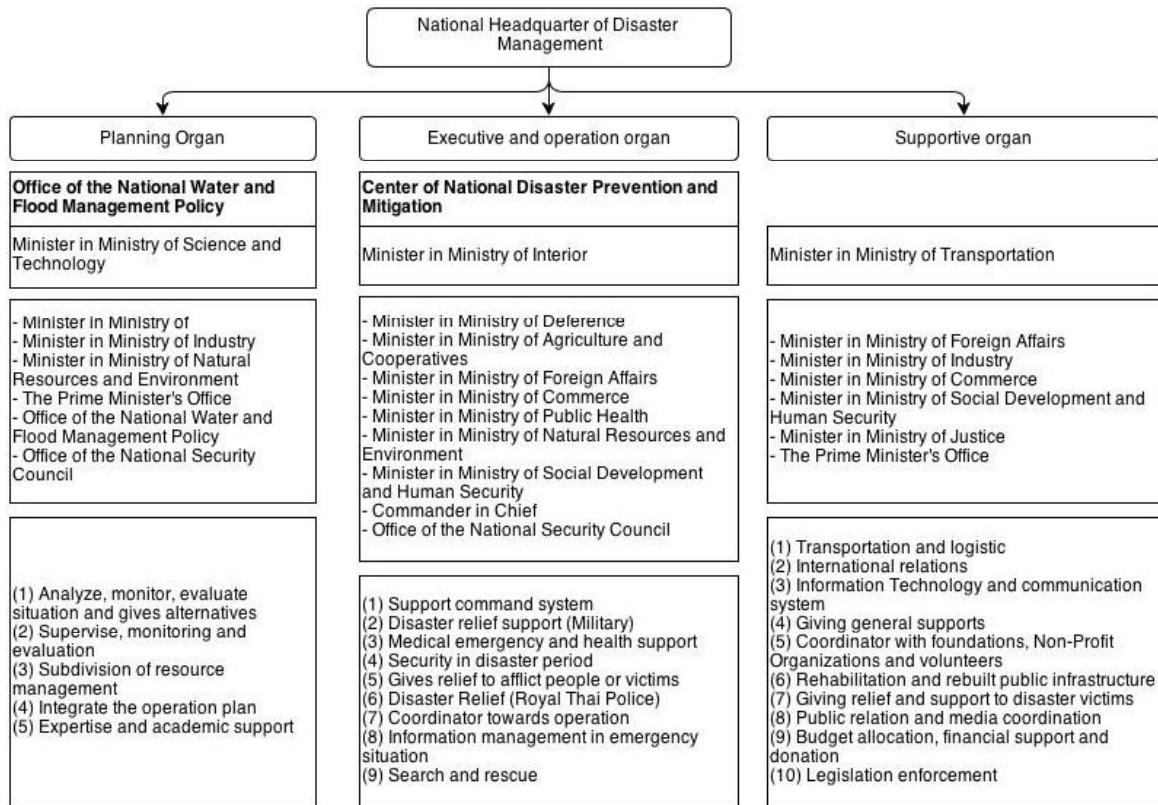 National Headquarter of Disaster
Management
Planning Organ
Executive and operation organ
Supportive organ
Office of the National Water and
Flood Management Policy
Minister in Ministry of Science and
Technology
- Minister in Ministry of
- Minister in Ministry of Industry
- Minister in Ministry of Natural
Resources and Environment
- The Prime Minister's Office
- Office of the National Water and
Flood Management Policy
- Office of the National Security
Council
(1) Analyze, monitor, evaluate
situation and gives alternatives
(2) Supervise, monitoring and
evaluation
(3) Subdivision of resource
management
(4) Integrate the operation plan
(5) Expertise and academic support
Center of National Disaster Prevention and
Mitigation
Minister in Ministry of Interior
- Minister in Ministry of Deference
- Minister in Ministry of Agriculture and
Cooperatives
- Minister in Ministry of Foreign Affairs
- Minister in Ministry of Commerce
- Minister in Ministry of Public Health
- Minister in Ministry of Natural Resources and
Environment
- Minister in Ministry of Social Development
and Human Security
- Commander in Chief
- Office of the National Security Council
(1) Support command system
(2) Disaster relief support (Military)
(3) Medical emergency and health support
(4) Security in disaster period
(5) Gives relief to afflict people or victims
(6) Disaster Relief (Royal Thai Police)
(7) Coordinator towards operation
(8) Information management in emergency
situation
(9) Search and rescue
Minister in Ministry of Transportation
- Minister in Ministry of Foreign Affairs
- Minister in Ministry of Industry
- Minister in Ministry of Commerce
- Minister in Ministry of Social Development and
Human Security
- Minister in Ministry of Justice
- The Prime Minister's Office
(1) Transportation and logistic
(2) International relations
(3) Information Technology and communication
system
(4) Giving general supports
(5) Coordinator with foundations, Non-Profit
Organizations and volunteers
(6) Rehabilitation and rebuilt public infrastructure
(7) Giving relief and support to disaster victims
(8) Public relation and media coordination
(9) Budget allocation, financial support and
donation
(10) Legislation enforcement